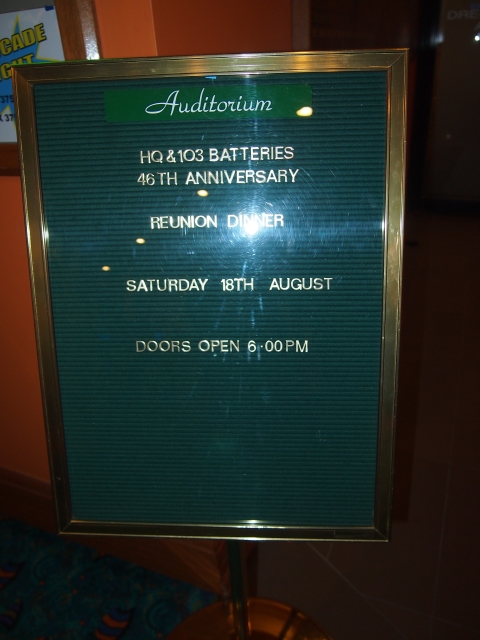 Auditorium
HQ & 103 BATTERIES
46TH ANNIVERSARY
REUNION DINNER
SATURDAY 18TH AUGUST
DOORS OPEN 6·00PM